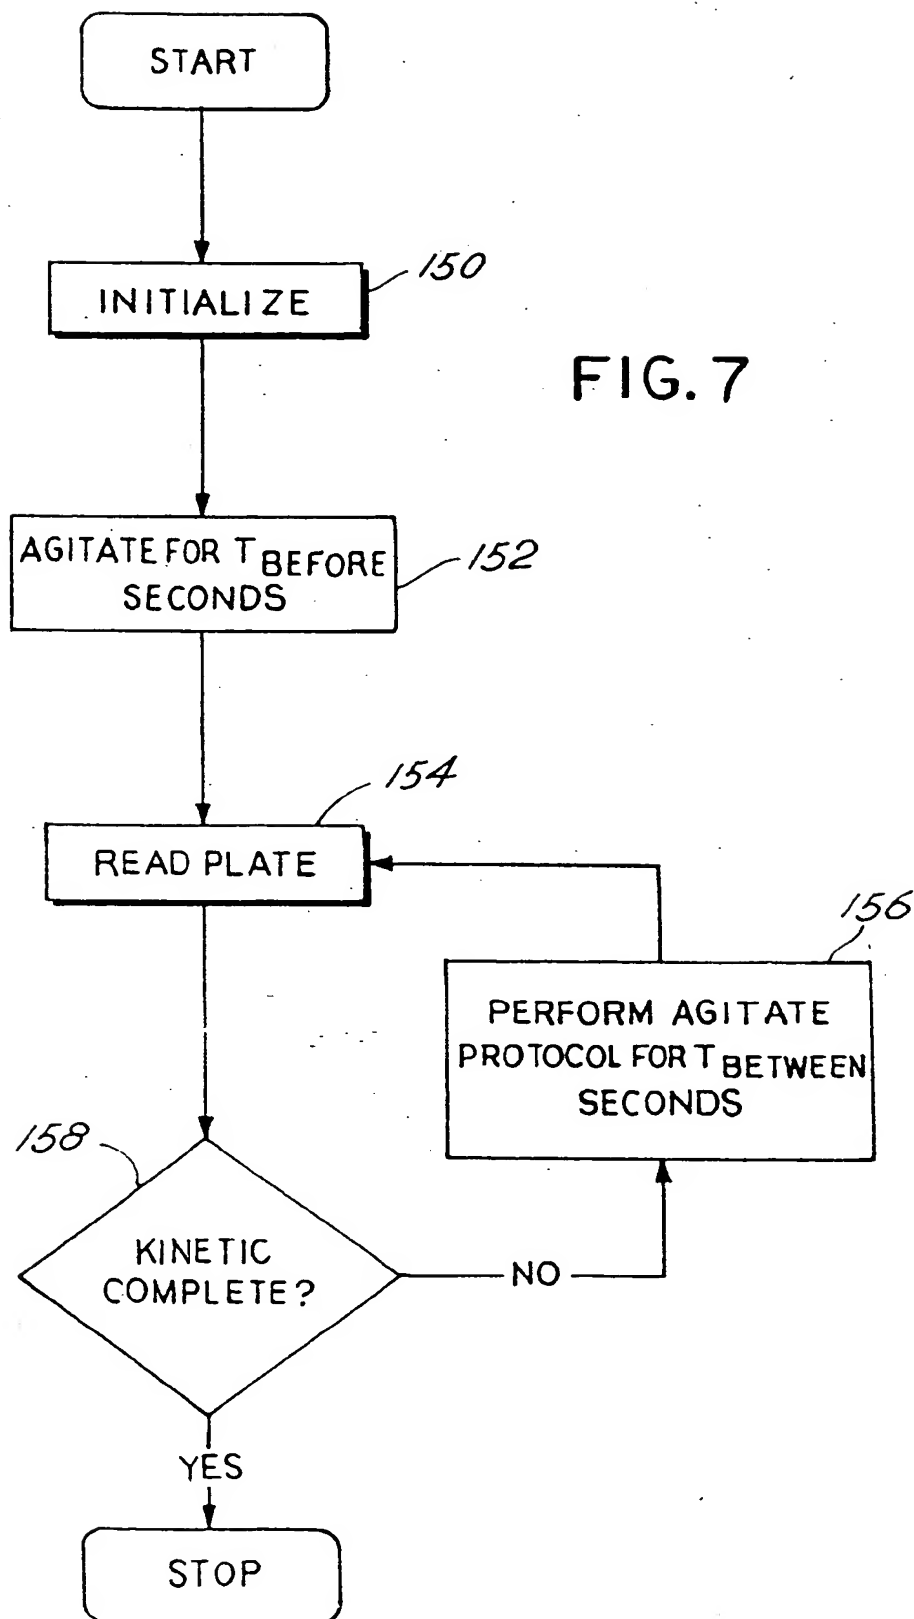 START
150
INITIALIZE
FIG. 7
AGITATE FOR T BEFORE
SECONDS
152
154
READ PLATE
156
PERFORM AGITATE
PROTOCOL FOR T BETWEEN
SECONDS
158
KINETIC
COMPLETE?
NO
YES
STOP